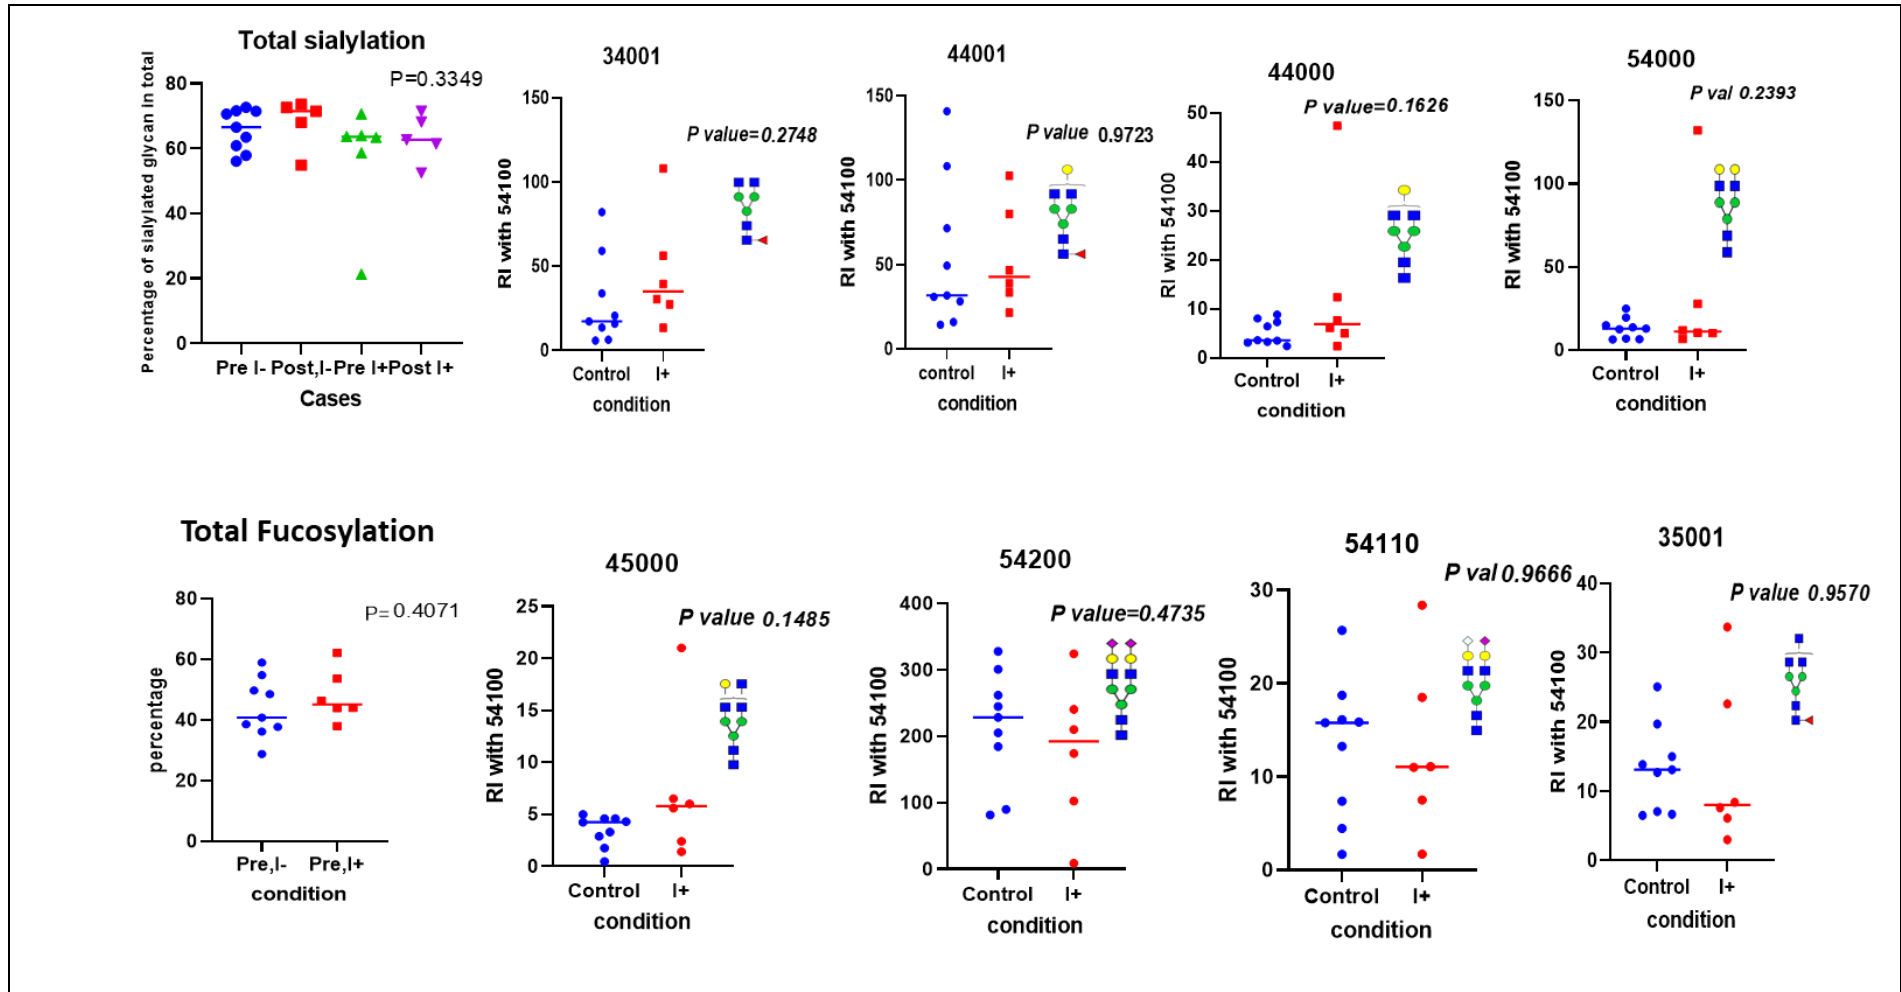 Total sialylation
P=0.3349
Percentage of sialylated glycan in total
80
60
40
20
0
Pre I- Post,I- Pre I+ Post I+
Cases
34001
P value=0.2748
RI with 54100
150
100
50
0
Control I+
condition
44001
P value 0.9723
RI with 54100
150
100
50
0
control I+
condition
44000
P value=0.1626
RI with 54100
50
40
30
20
10
0
Control I+
condition
54000
P val 0.2393
RI with 54100
150
100
50
0
Control I+
condition
Total Fucosylation
P= 0.4071
percentage
80
60
40
20
0
Pre,I- Pre,I+
condition
45000
P value 0.1485
RI with 54100
25
20
15
10
5
0
Control I+
condition
54200
P value=0.4735
RI with 54100
400
300
200
100
0
Control I+
condition
54110
P val 0.9666
RI with 54100
30
20
10
0
Control I+
condition
35001
P value 0.9570
RI with 54100
40
30
20
10
0
Control I+
condition